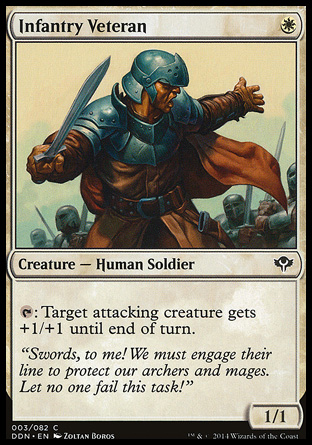 Infantry Veteran
Creature — Human Soldier
: Target attacking creature gets
+1/+1 until end of turn.
“Swords, to me! We must engage their
line to protect our archers and mages.
Let no one fail this task!”
1/1
003/082 C
DDN • EN Zoltan Boros
™ & © 2014 Wizards of the Coast